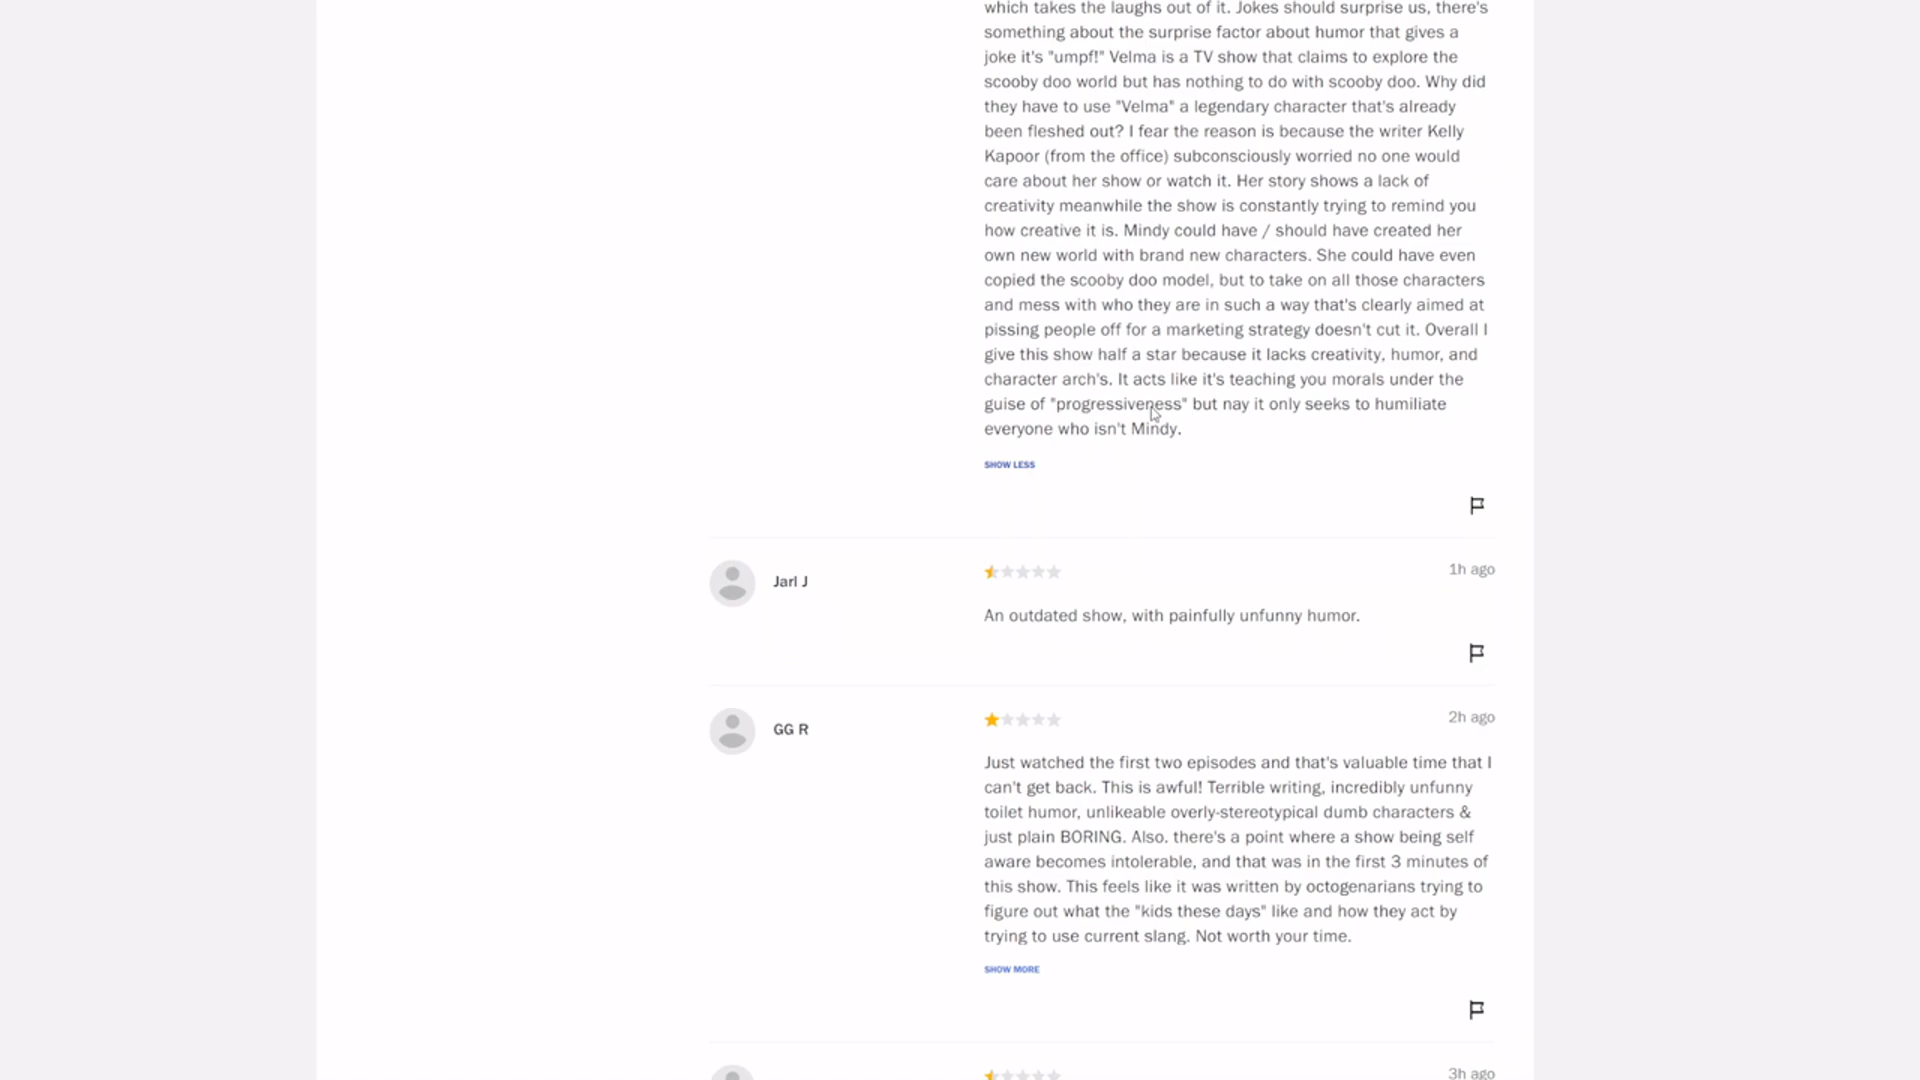 which takes the laughs out of it. Jokes should surprise us, there's
something about the surprise factor about humor that gives a
joke it's "umpf!" Velma is a TV show that claims to explore the
scooby doo world but has nothing to do with scooby doo. Why did
they have to use "Velma" a legendary character that's already
been fleshed out? I fear the reason is because the writer Kelly
Kapoor (from the office) subconsciously worried no one would
care about her show or watch it. Her story shows a lack of
creativity meanwhile the show is constantly trying to remind you
how creative it is. Mindy could have / should have created her
own new world with brand new characters. She could have even
copied the scooby doo model, but to take on all those characters
and mess with who they are in such a way that's clearly aimed at
pissing people off for a marketing strategy doesn't cut it. Overall I
give this show half a star because it lacks creativity, humor, and
character arch's. It acts like it's teaching you morals under the
guise of "progressiveness" but nay it only seeks to humiliate
everyone who isn't Mindy.
SHOW LESS
Jarl J
1h ago
An outdated show, with painfully unfunny humor.
GG R
2h ago
Just watched the first two episodes and that's valuable time that I
can't get back. This is awful! Terrible writing, incredibly unfunny
toilet humor, unlikeable overly-stereotypical dumb characters &
just plain BORING. Also. there's a point where a show being self
aware becomes intolerable, and that was in the first 3 minutes of
this show. This feels like it was written by octogenarians trying to
figure out what the "kids these days" like and how they act by
trying to use current slang. Not worth your time.
SHOW MORE
3h ago